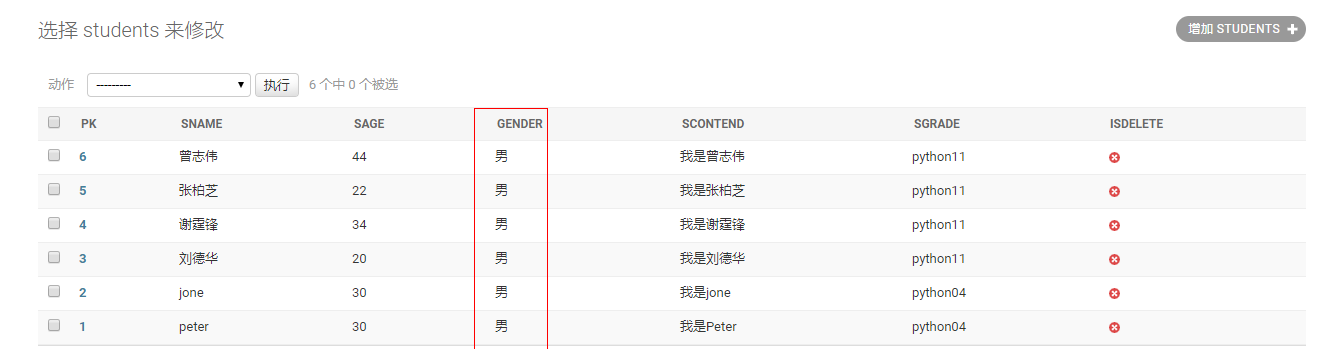 选择 students 来修改
增加 STUDENTS
动作 --------- 执行 6 个中 0 个被选
PK SNAME SAGE GENDER SCONTEND SGRADE ISDELETE
6 曾志伟 44 男 我是曾志伟 python11
5 张柏芝 22 男 我是张柏芝 python11
4 谢霆锋 34 男 我是谢霆锋 python11
3 刘德华 20 男 我是刘德华 python11
2 jone 30 男 我是jone python04
1 peter 30 男 我是Peter python04